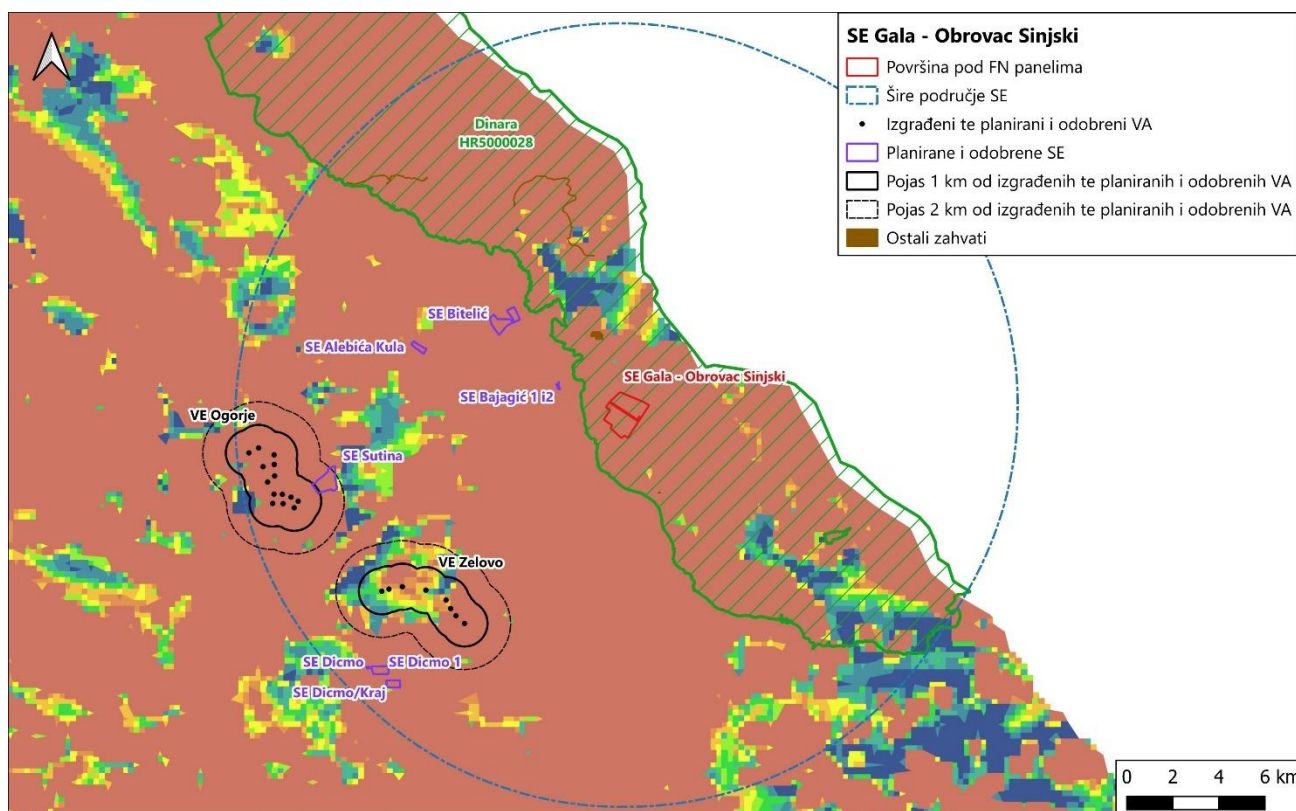 SE Gala - Obrovac Sinjski
Površina pod FN panelima
Šire područje SE
Izgrađeni te planirani i odobreni VA
Planirane i odobrene SE
Pojas 1 km od izgrađenih te planiranih i odobrenih VA
Pojas 2 km od izgrađenih te planiranih i odobrenih VA
Ostali zahvati
Dinara
HR5000028
SE Bitelić
SE Alebića Kula
SE Gala - Obrovac Sinjski
SE Bajagić 1 i2
VE Ogorje
SE Sutina
VE Zelovo
SE Dicmo
SE Dicmo 1
SE Dicmo/Kraj
0 2 4 6 km